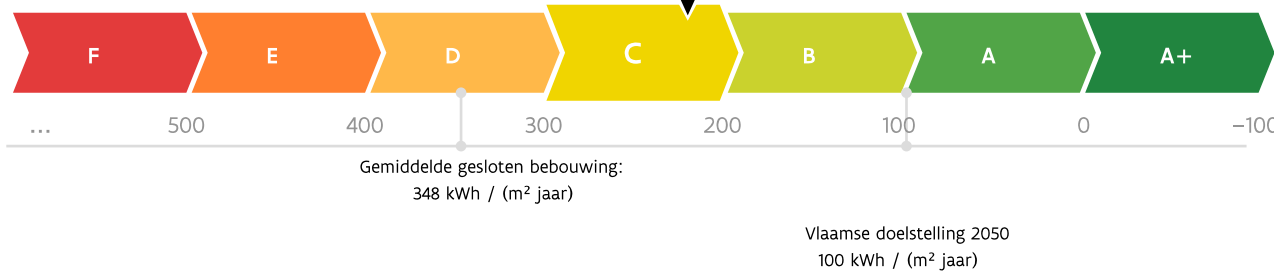 F E D C B A A+
... 500 400 300 200 100 0 −100
Gemiddelde gesloten bebouwing:
348 kWh / (m² jaar)
Vlaamse doelstelling 2050
100 kWh / (m² jaar)